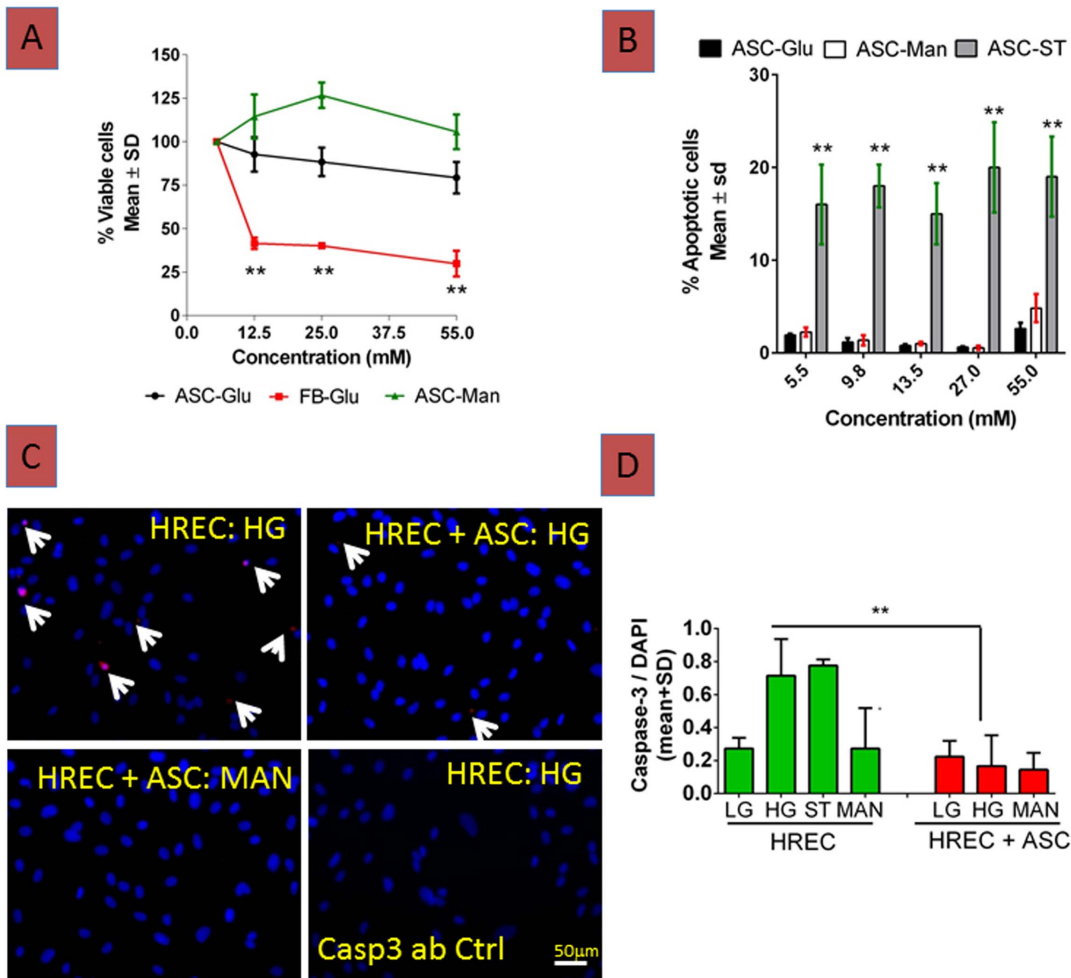 A
150
125
100
75
50
25
0
% Viable cells
Mean ± SD
**
**
**
0.0
12.5
25.0
37.5
55.0
Concentration (mM)
ASC-Glu
FB-Glu
ASC-Man
B
ASC-Glu
ASC-Man
ASC-ST
30
20
10
0
% Apoptotic cells
Mean ± sd
**
**
**
**
**
5.5
9.8
13.5
27.0
55.0
Concentration (mM)
C
HREC: HG
HREC + ASC: HG
HREC + ASC: MAN
HREC: HG
Casp3 ab Ctrl
50μm
D
**
1.0
0.8
0.6
0.4
0.2
0.0
Caspase-3 / DAPI
(mean+SD)
LG HG ST MAN
LG HG MAN
HREC
HREC + ASC